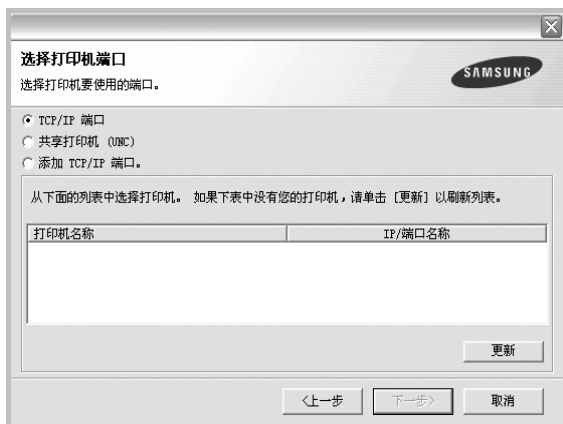 选择打印机端口
选择打印机要使用的端口。
SAMSUNG
TCP/IP 端口
共享打印机 (UNC)
添加 TCP/IP 端口。
从下面的列表中选择打印机。 如果下表中没有您的打印机，请单击 [更新] 以刷新列表。
打印机名称 IP/端口名称
更新
<上一步 下一步> 取消